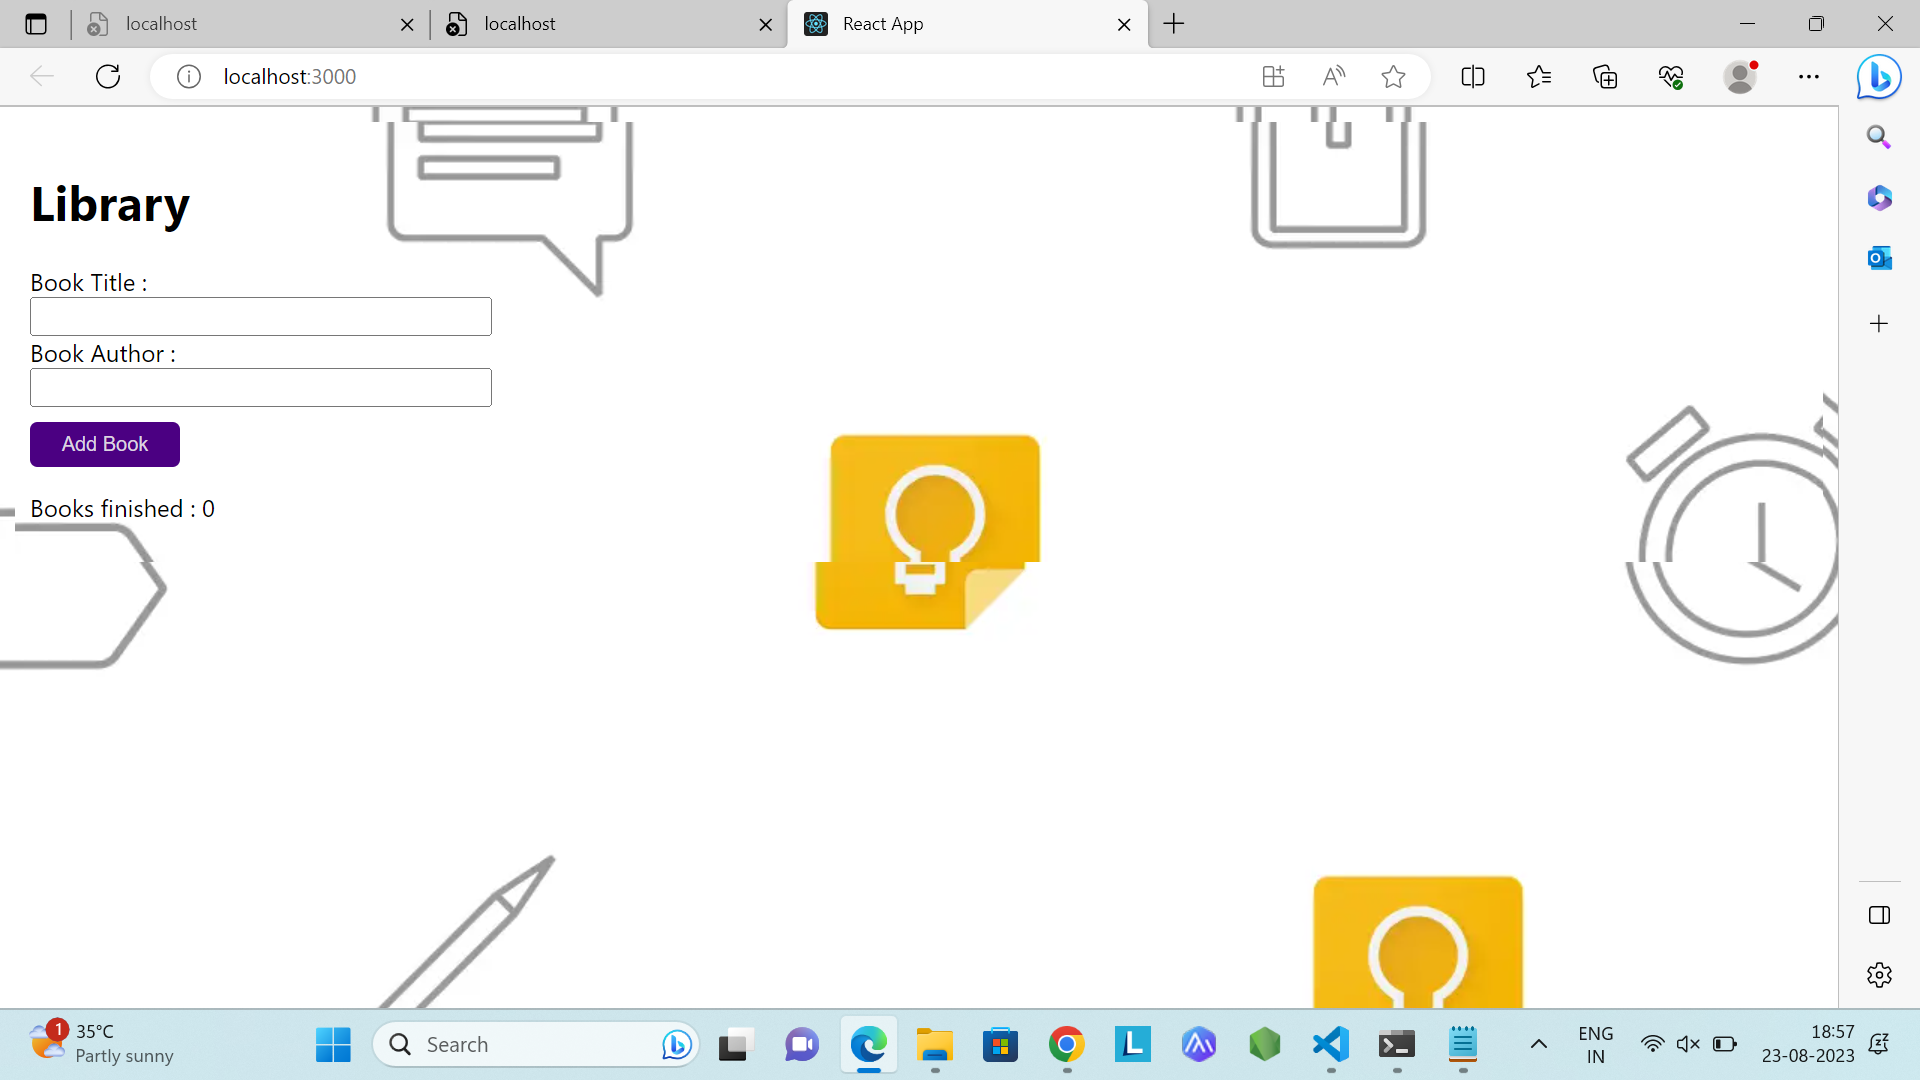 localhost
localhost
React App
localhost:3000
Library
Book Title :
Book Author :
Add Book
Books finished : 0
1
35°C
Partly sunny
Search
ENG
IN
18:57
23-08-2023